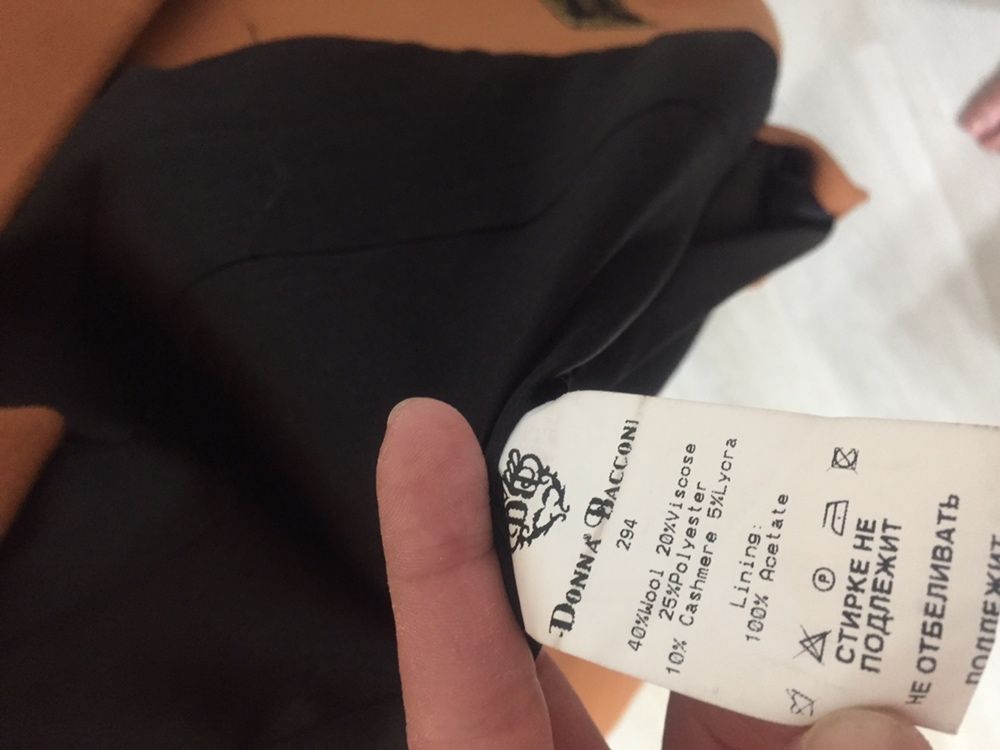 DONNA BACCONI
294
40%Wool 20%Viscose
25%Polyester
10% Cashmere 5%Lycra
Lining:
100% Acetate
P
СТИРКЕ НЕ
ПОДЛЕЖИТ
НЕ ОТБЕЛИВАТЬ
ПОДЛЕЖИТ